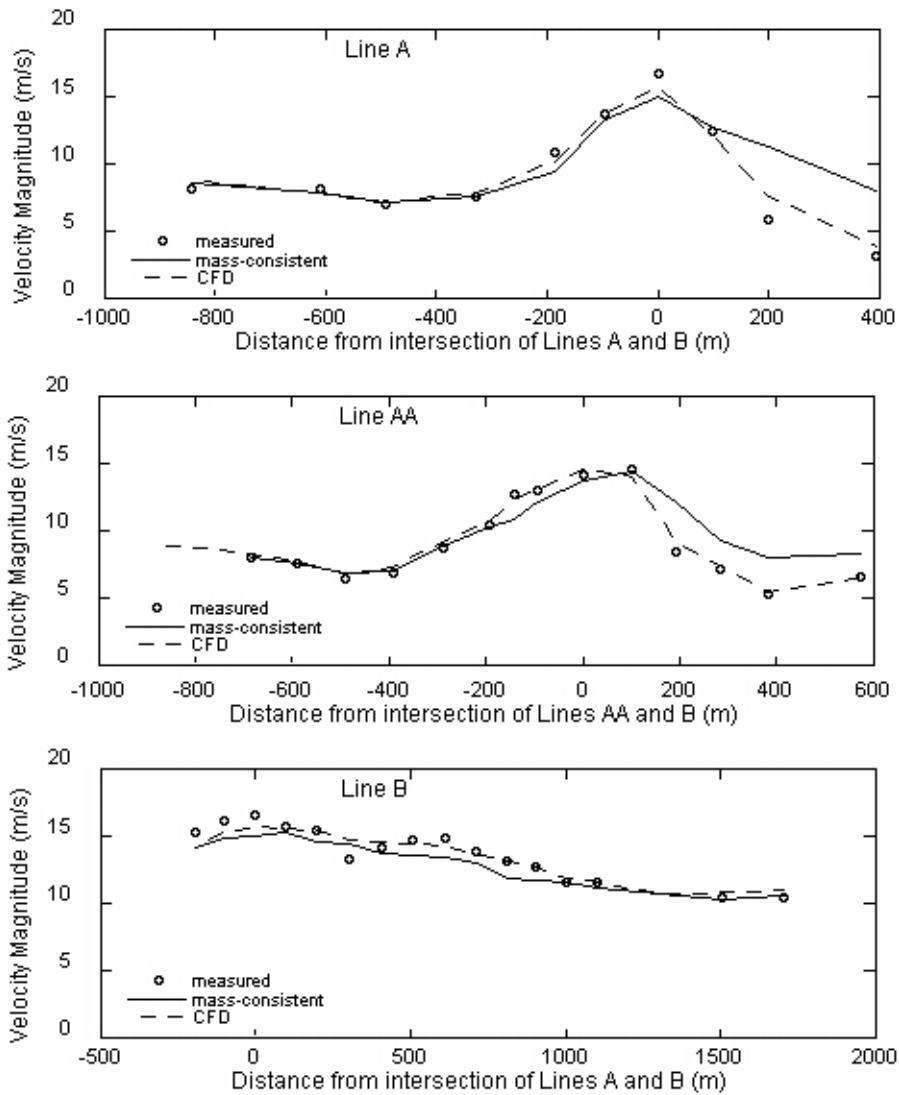 Line A
Velocity Magnitude (m/s)
20
15
10
5
0
measured
mass-consistent
CFD
-1000 -800 -600 -400 -200 0 200 400
Distance from intersection of Lines A and B (m)
Line AA
Velocity Magnitude (m/s)
20
15
10
5
0
measured
mass-consistent
CFD
-1000 -800 -600 -400 -200 0 200 400 600
Distance from intersection of Lines AA and B (m)
Line B
Velocity Magnitude (m/s)
20
15
10
5
0
measured
mass-consistent
CFD
-500 0 500 1000 1500 2000
Distance from intersection of Lines A and B (m)